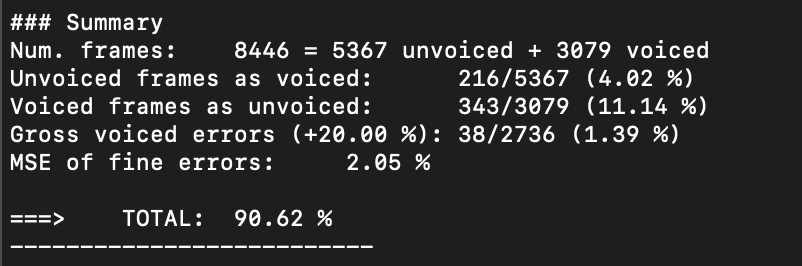 ### Summary
Num. frames:    8446 = 5367 unvoiced + 3079 voiced
Unvoiced frames as voiced:      216/5367 (4.02 %)
Voiced frames as unvoiced:      343/3079 (11.14 %)
Gross voiced errors (+20.00 %): 38/2736 (1.39 %)
MSE of fine errors:     2.05 %
===>    TOTAL:  90.62 %
--------------------------